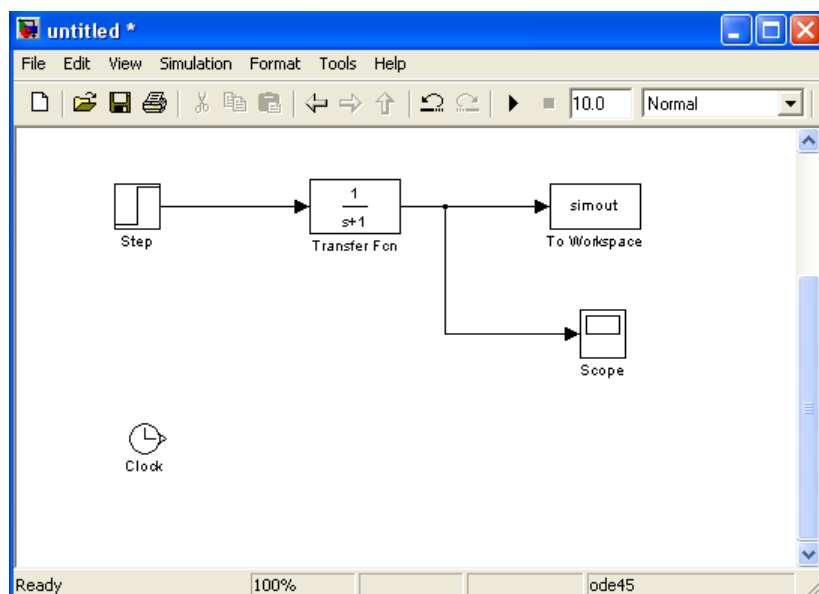 untitled *
File Edit View Simulation Format Tools Help
10.0 Normal
1
s+1
simout
Step
Transfer Fcn
To Workspace
Scope
Clock
Ready 100% ode45